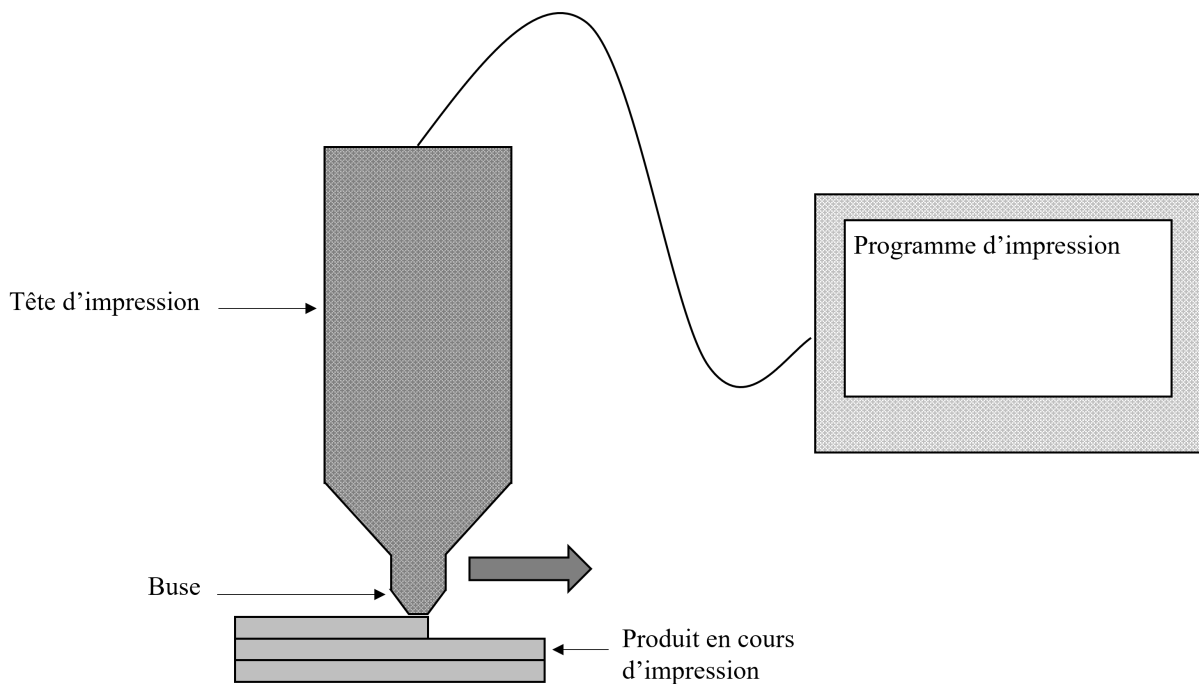 Programme d’impression
Tête d’impression
Buse
Produit en cours
d’impression